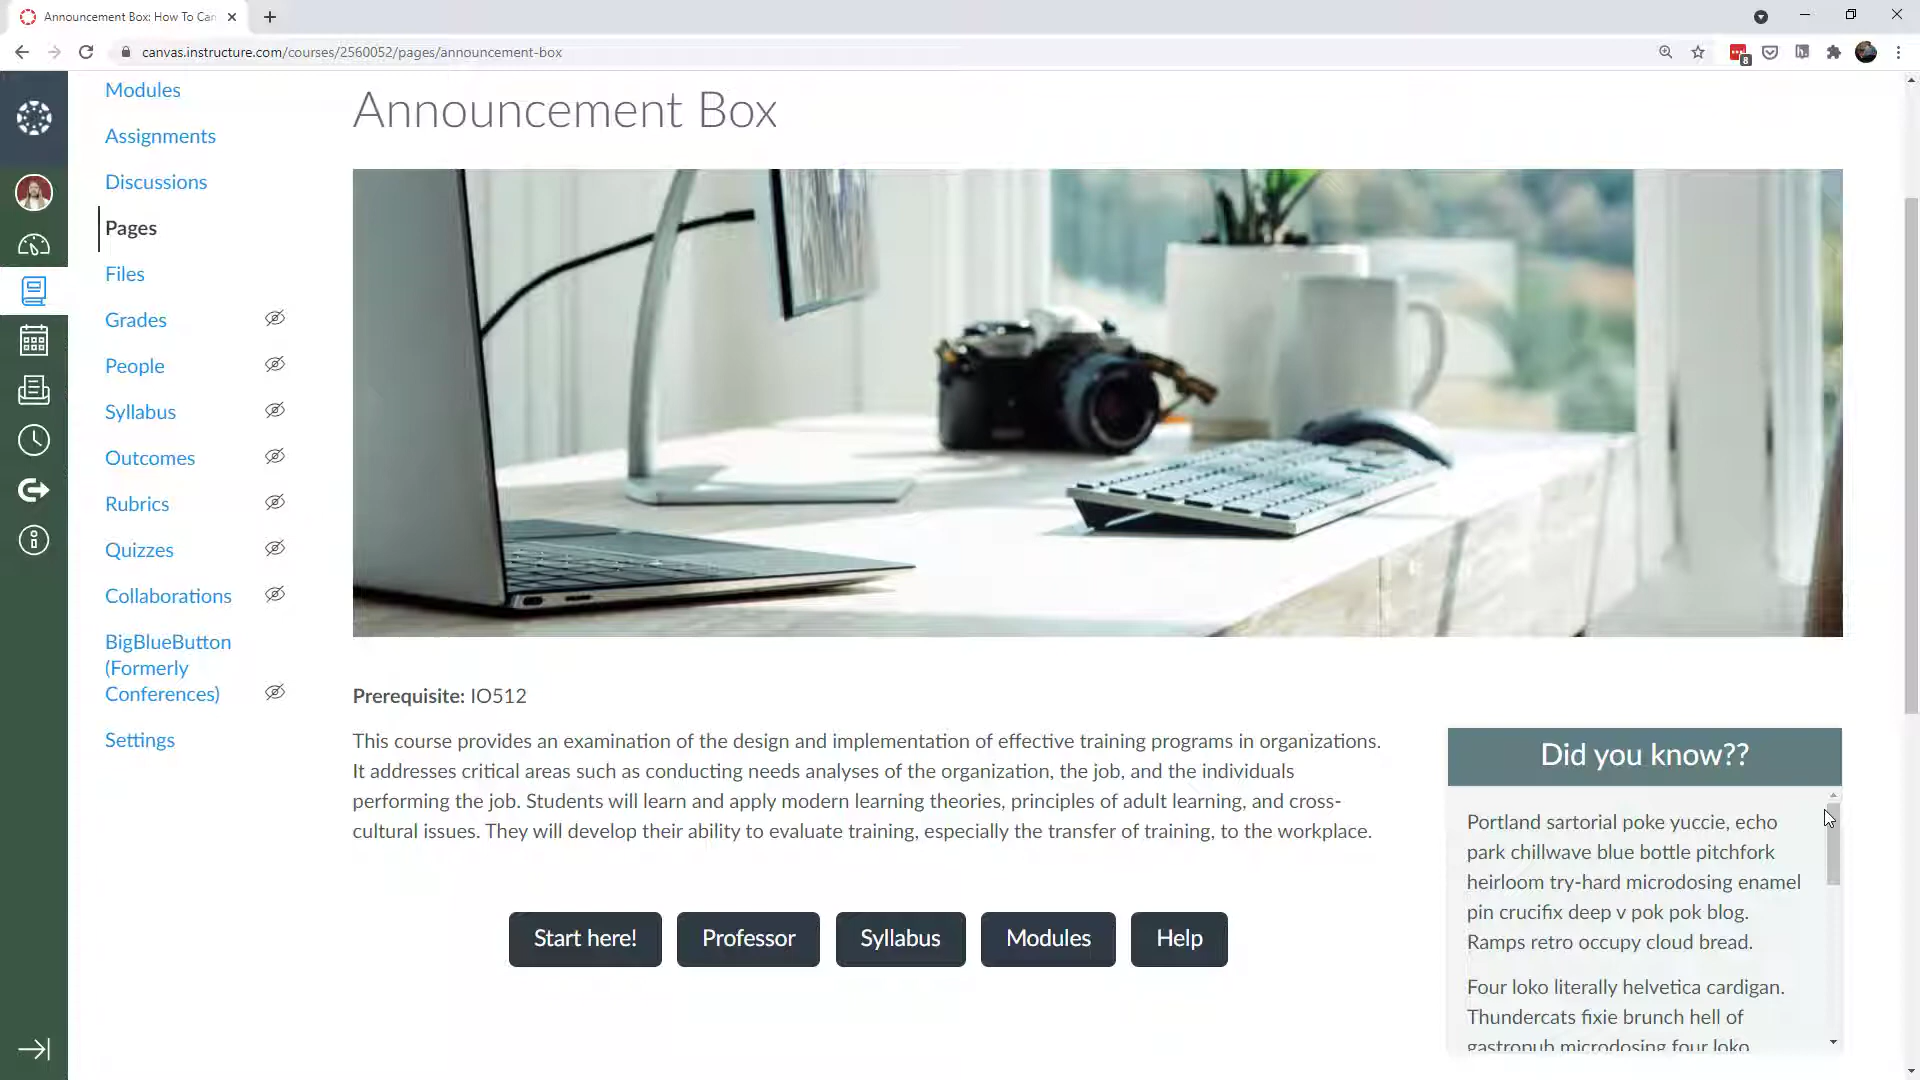 Announcement Box: How To Can
canvas.instructure.com/courses/2560052/pages/announcement-box
8
Modules
Assignments
Discussions
Pages
Files
Grades
People
Syllabus
Outcomes
Rubrics
Quizzes
Collaborations
BigBlueButton
(Formerly
Conferences)
Settings
Announcement Box
Prerequisite: IO512
This course provides an examination of the design and implementation of effective training programs in organizations.
It addresses critical areas such as conducting needs analyses of the organization, the job, and the individuals
performing the job. Students will learn and apply modern learning theories, principles of adult learning, and cross-
cultural issues. They will develop their ability to evaluate training, especially the transfer of training, to the workplace.
Start here!
Professor
Syllabus
Modules
Help
Did you know??
Portland sartorial poke yuccie, echo
park chillwave blue bottle pitchfork
heirloom try-hard microdosing enamel
pin crucifix deep v pok pok blog.
Ramps retro occupy cloud bread.
Four loko literally helvetica cardigan.
Thundercats fixie brunch hell of
gastropub microdosing four loko